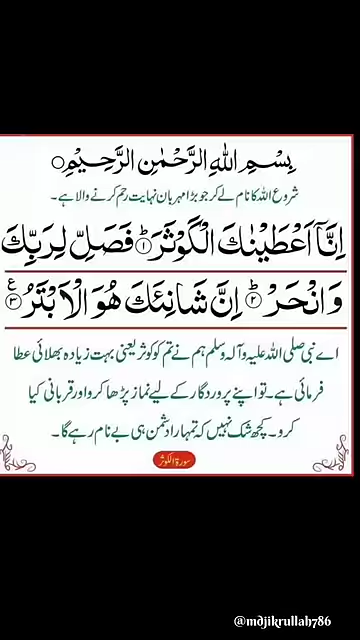 بِسْمِ اللهِ الرَّحْمٰنِ الرَّحِيْمِ ○
شروع اللہ کا نام لے کر جو بڑا مہربان نہایت رحم کرنے والا ہے۔
اِنَّاۤ اَعْطَيْنٰكَ الْكَوْثَرَ ؕ ﴿۱﴾ فَصَلِّ لِرَبِّكَ
وَ انْحَرْ ؕ ﴿۲﴾ اِنَّ شَانِئَكَ هُوَ الْاَبْتَرُ ﴿۳﴾ ع
اے نبی صلی اللہ علیہ وآلہ وسلم ہم نے تم کو کوثر یعنی بہت زیادہ بھلائی عطا
فرمائی ہے۔ تو اپنے پروردگار کے لیے نماز پڑھا کرو اور قربانی کیا
کرو۔ کچھ شک نہیں کہ تمہارا دشمن ہی بے نام رہے گا۔
سورۃ الکوثر
@mdjikrullah786